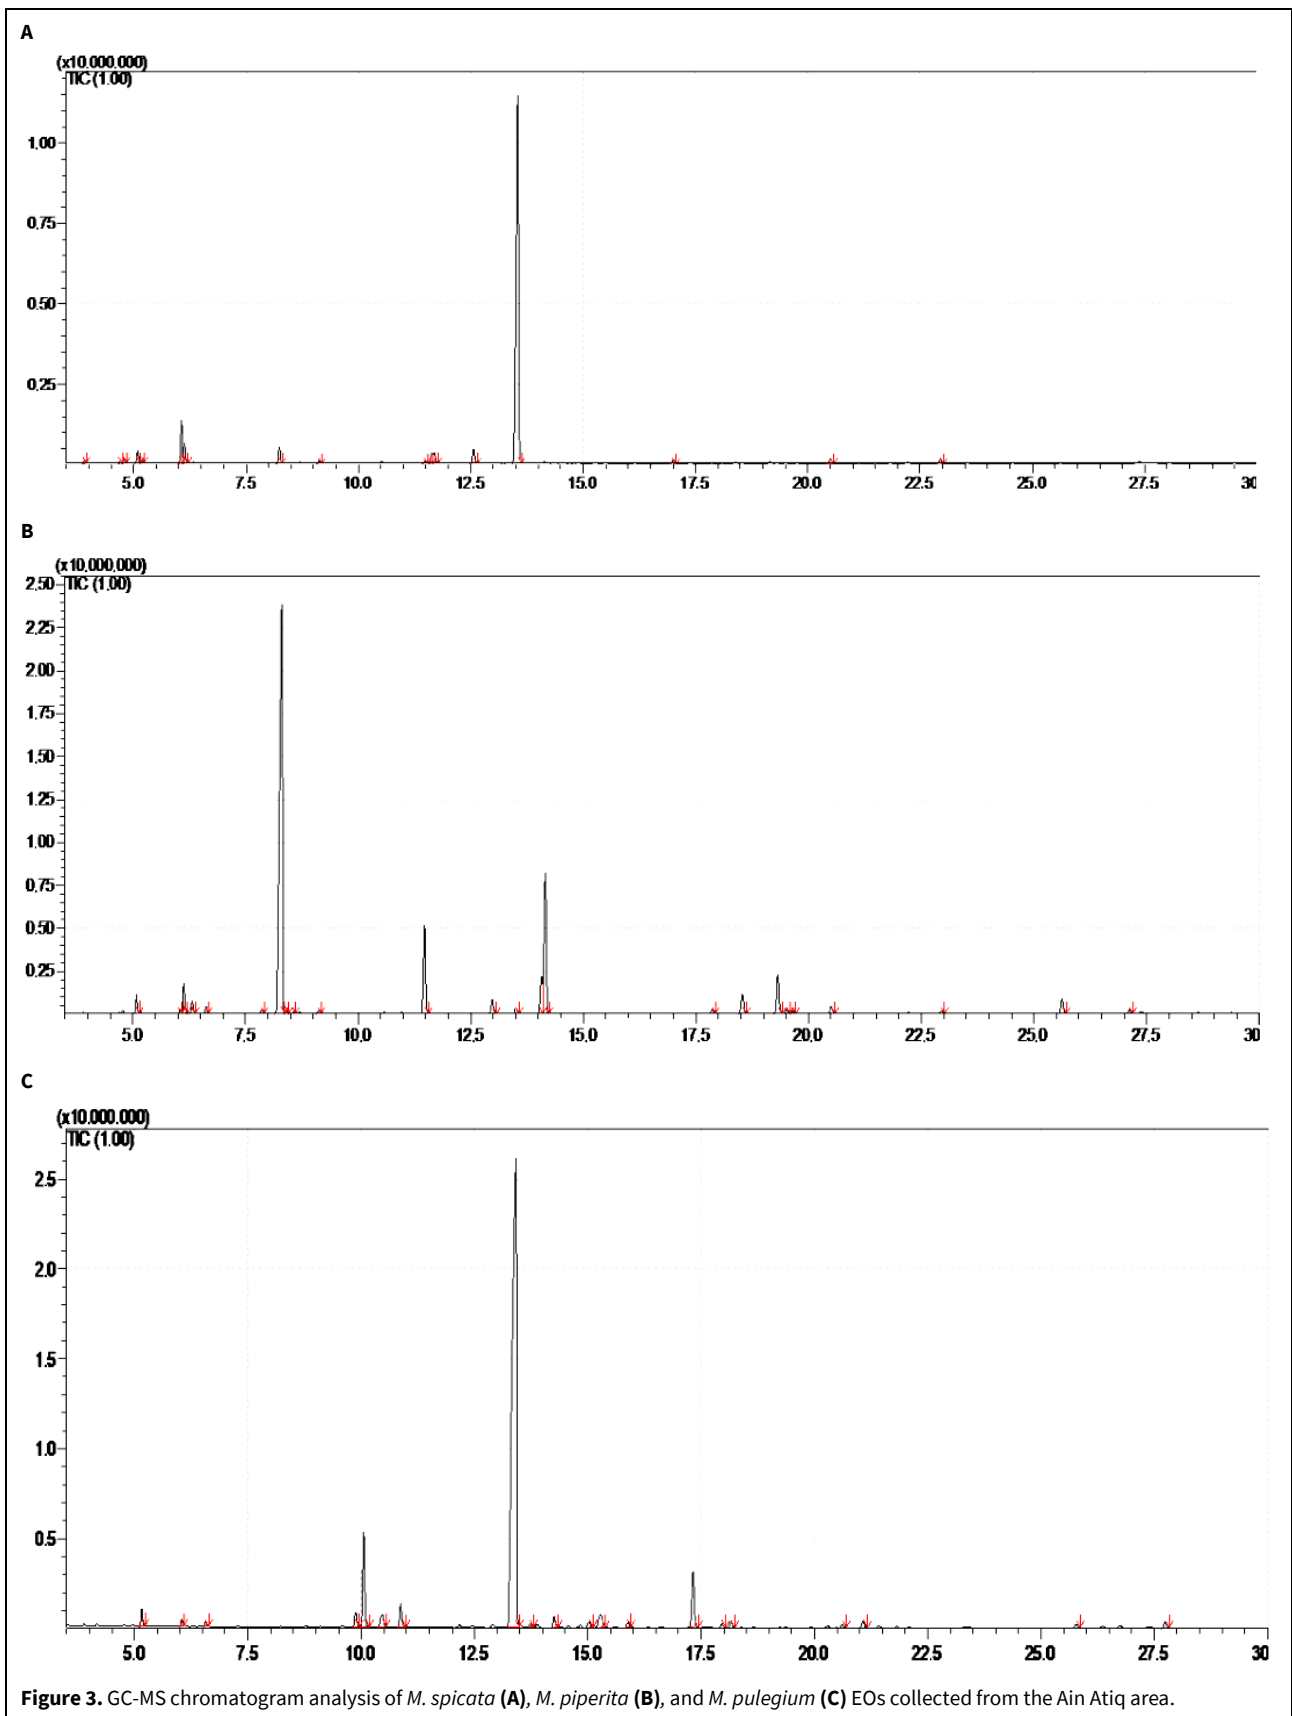 A
(x10.000.000)
TIC (1.00)
1.00
0.75
0.50
0.25
5.0 7.5 10.0 12.5 15.0 17.5 20.0 22.5 25.0 27.5 30
B
(x10.000.000)
2.50 TIC (1.00)
2.25
2.00
1.75
1.50
1.25
1.00
0.75
0.50
0.25
5.0 7.5 10.0 12.5 15.0 17.5 20.0 22.5 25.0 27.5 30
C
(x10.000.000)
TIC (1.00)
2.5
2.0
1.5
1.0
0.5
5.0 7.5 10.0 12.5 15.0 17.5 20.0 22.5 25.0 27.5 30
Figure 3. GC-MS chromatogram analysis of M. spicata (A), M. piperita (B), and M. pulegium (C) EOs collected from the Ain Atiq area.